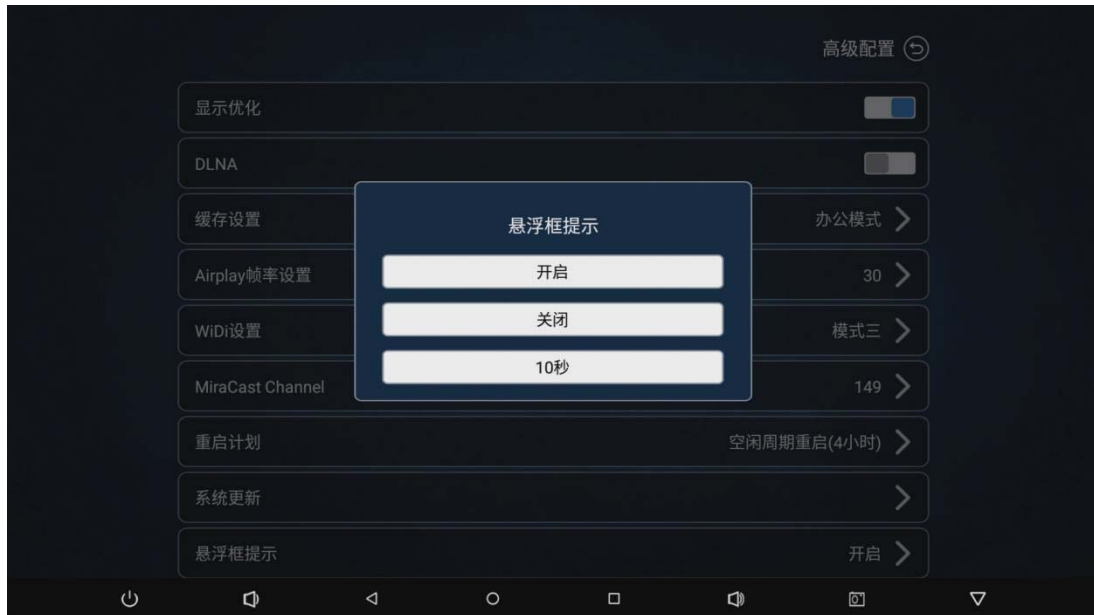 高级配置
显示优化
DLNA
缓存设置 办公模式
Airplay帧率设置 30
WiDi设置 模式三
MiraCast Channel 149
重启计划 空闲周期重启(4小时)
系统更新
悬浮框提示 开启
悬浮框提示
开启
关闭
10秒